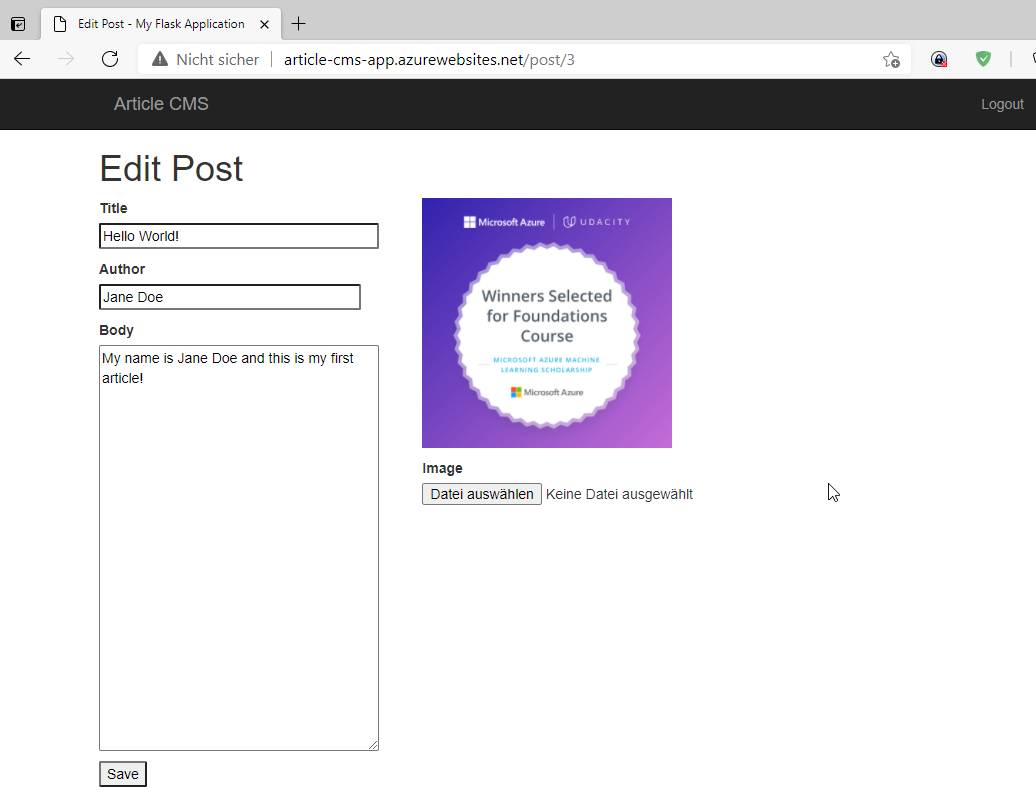 Edit Post - My Flask Application
Nicht sicher article-cms-app.azurewebsites.net/post/3
Article CMS
Logout
Edit Post
Title
Hello World!
Author
Jane Doe
Body
My name is Jane Doe and this is my first
article!
Save
Microsoft Azure UDACITY
Winners Selected
for Foundations
Course
MICROSOFT AZURE MACHINE
LEARNING SCHOLARSHIP
Microsoft Azure
Image
Datei auswählen Keine Datei ausgewählt